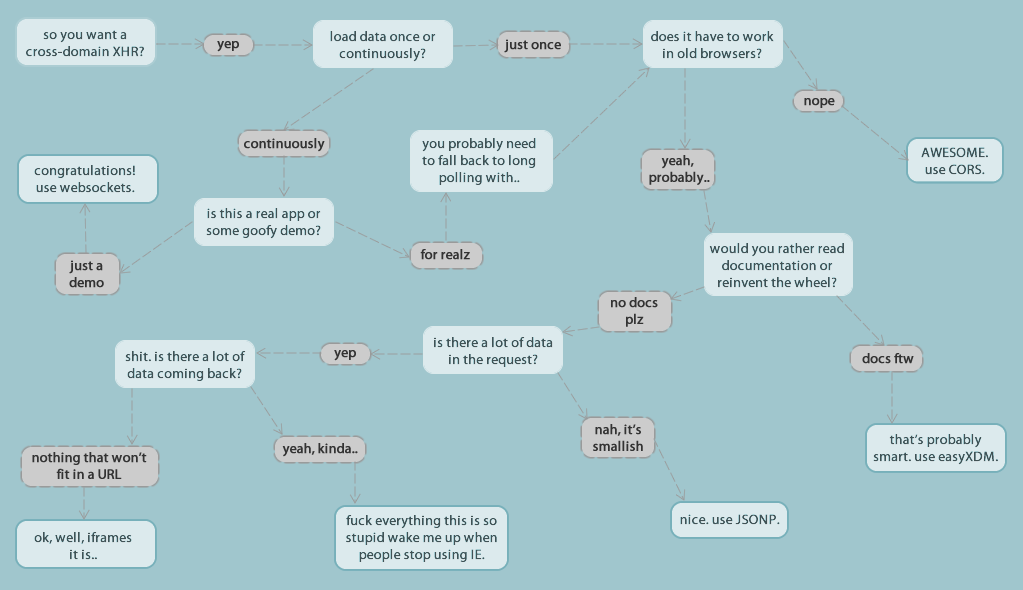 so you want a
cross-domain XHR?
yep
load data once or
continuously?
just once
does it have to work
in old browsers?
nope
AWESOME.
use CORS.
continuously
you probably need
to fall back to long
polling with..
yeah,
probably..
congratulations!
use websockets.
is this a real app or
some goofy demo?
for realz
just a
demo
would you rather read
documentation or
reinvent the wheel?
no docs
plz
docs ftw
that's probably
smart. use easyXDM.
is there a lot of data
in the request?
yep
shit. is there a lot of
data coming back?
nah, it's
smallish
nice. use JSONP.
yeah, kinda..
fuck everything this is so
stupid wake me up when
people stop using IE.
nothing that won't
fit in a URL
ok, well, iframes
it is..